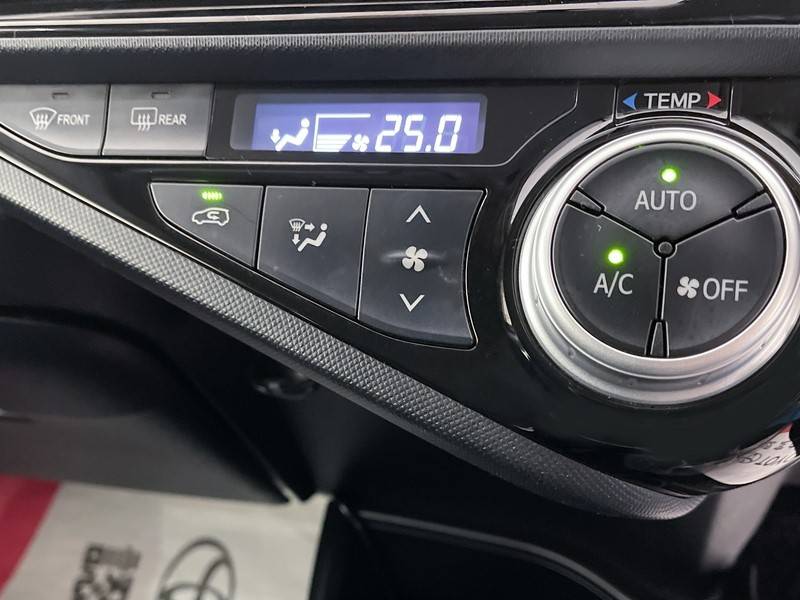 FRONT
REAR
25.0
TEMP
AUTO
A/C
OFF